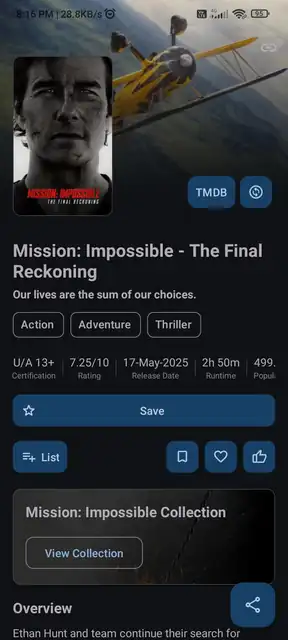 8:16 PM | 28.8KB/s
95
MISSION: IMPOSSIBLE
THE FINAL RECKONING
TMDB
Mission: Impossible - The Final
Reckoning
Our lives are the sum of our choices.
Action Adventure Thriller
U/A 13+ 7.25/10 17-May-2025 2h 50m 499.
Certification Rating Release Date Runtime Popul
Save
List
Mission: Impossible Collection
View Collection
Overview
Ethan Hunt and team continue their search for